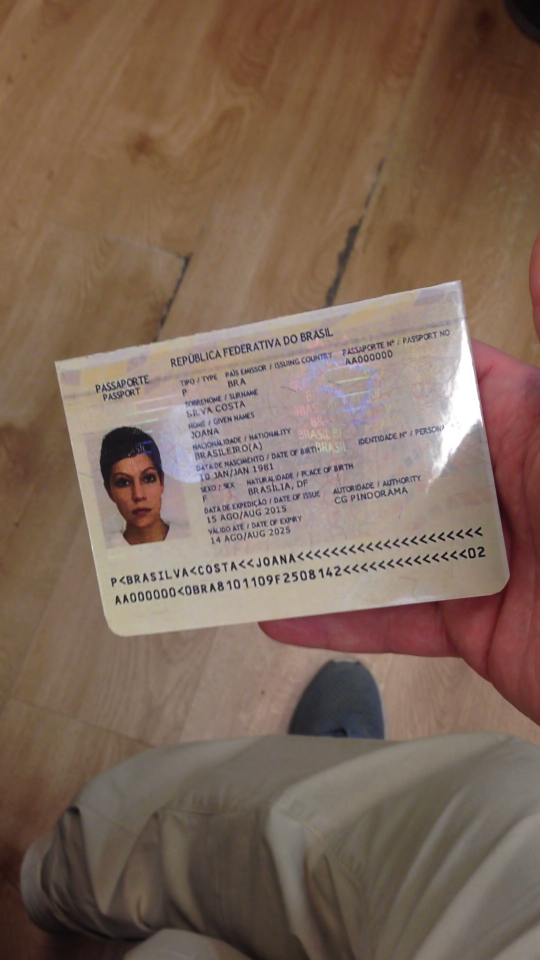 REPÚBLICA FEDERATIVA DO BRASIL
PASSAPORTE
PASSPORT
TIPO / TYPE PAÍS EMISSOR / ISSUING COUNTRY PASSAPORTE Nº / PASSPORT NO
P BRA AA000000
SOBRENOME / SURNAME
SILVA COSTA
NOME / GIVEN NAMES
JOANA
NACIONALIDADE / NATIONALITY
BRASILEIRO(A)
DATA DE NASCIMENTO / DATE OF BIRTH IDENTIDADE Nº /
10 JAN/JAN 1981
SEXO / SEX NATURALIDADE / PLACE OF BIRTH
F BRASÍLIA, DF
DATA DE EXPEDIÇÃO / DATE OF ISSUE AUTORIDADE / AUTHORITY
15 AGO/AUG 2015 CG PINDORAMA
VÁLIDO ATÉ / DATE OF EXPIRY
14 AGO/AUG 2025
P<BRASILVA<COSTA<<JOANA<<<<<<<<<<<<<<<<<<<<<
AA000000<0BRA8101109F2508142<<<<<<<<<<<<<<02